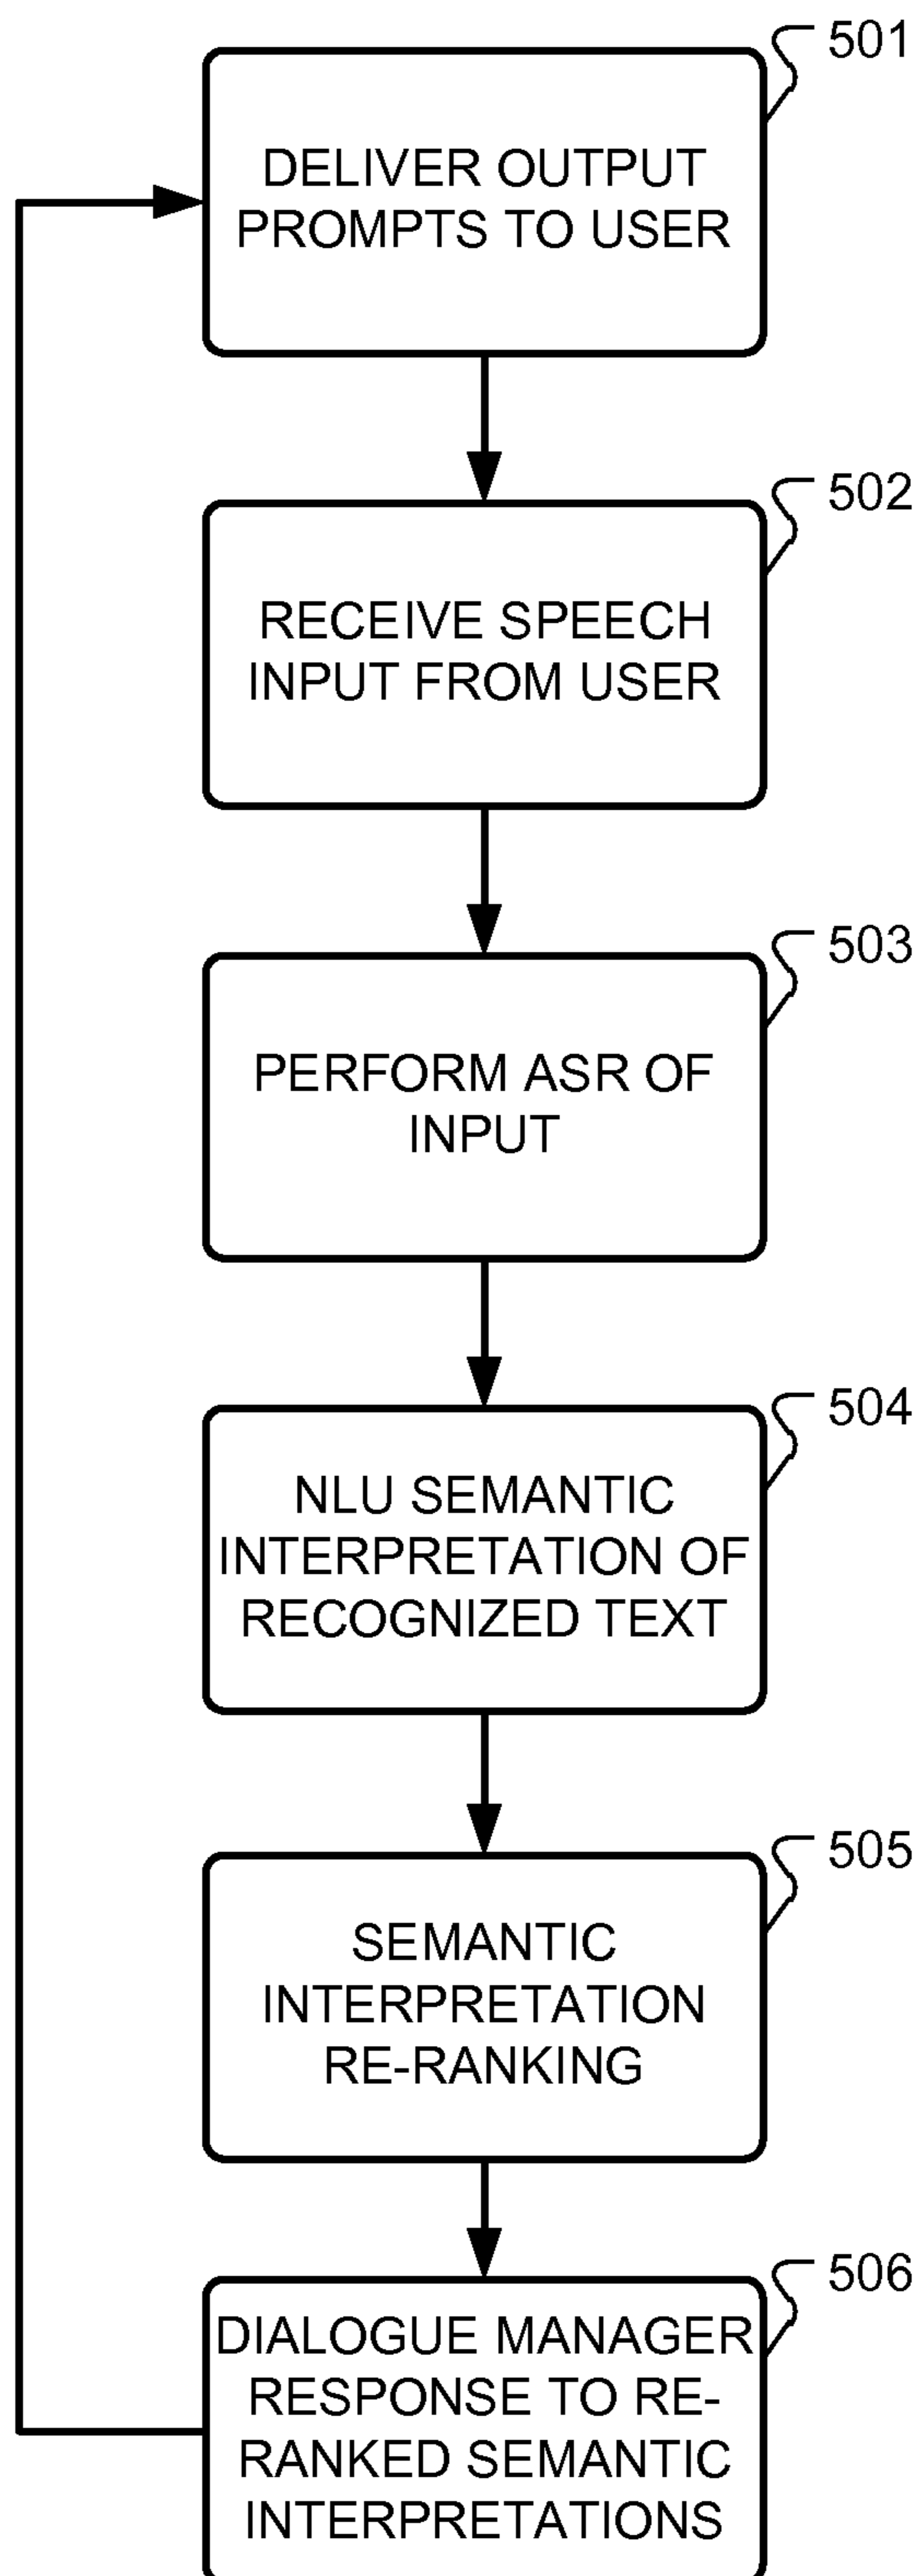 501
DELIVER OUTPUT
PROMPTS TO USER
502
RECEIVE SPEECH
INPUT FROM USER
503
PERFORM ASR OF
INPUT
504
NLU SEMANTIC
INTERPRETATION OF
RECOGNIZED TEXT
505
SEMANTIC
INTERPRETATION
RE-RANKING
506
DIALOGUE MANAGER
RESPONSE TO RE-
RANKED SEMANTIC
INTERPRETATIONS